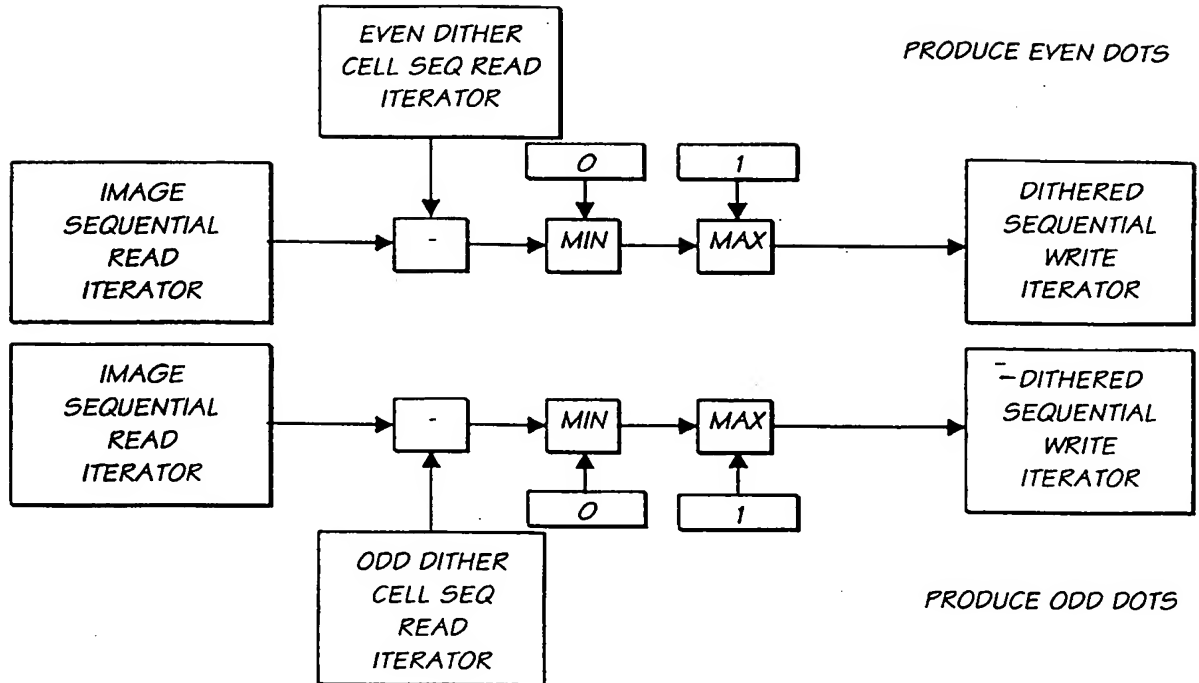 EVEN DITHER
CELL SEQ READ
ITERATOR
PRODUCE EVEN DOTS
0
1
IMAGE
SEQUENTIAL
READ
ITERATOR
-
MIN
MAX
DITHERED
SEQUENTIAL
WRITE
ITERATOR
IMAGE
SEQUENTIAL
READ
ITERATOR
-
MIN
MAX
DITHERED
SEQUENTIAL
WRITE
ITERATOR
0
1
ODD DITHER
CELL SEQ
READ
ITERATOR
PRODUCE ODD DOTS